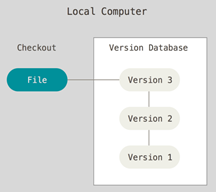 Local Computer
Checkout
Version Database
File
Version 3
Version 2
Version 1